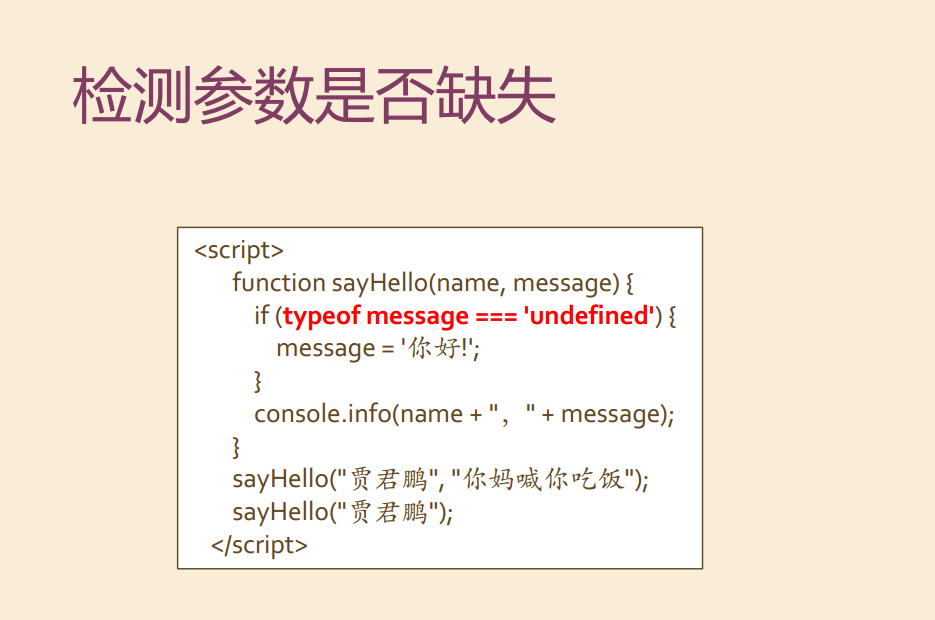 检测参数是否缺失
<script>
function sayHello(name, message) {
if (typeof message === 'undefined') {
message = '你好!';
}
console.info(name + "，" + message);
}
sayHello("贾君鹏", "你妈喊你吃饭");
sayHello("贾君鹏");
</script>